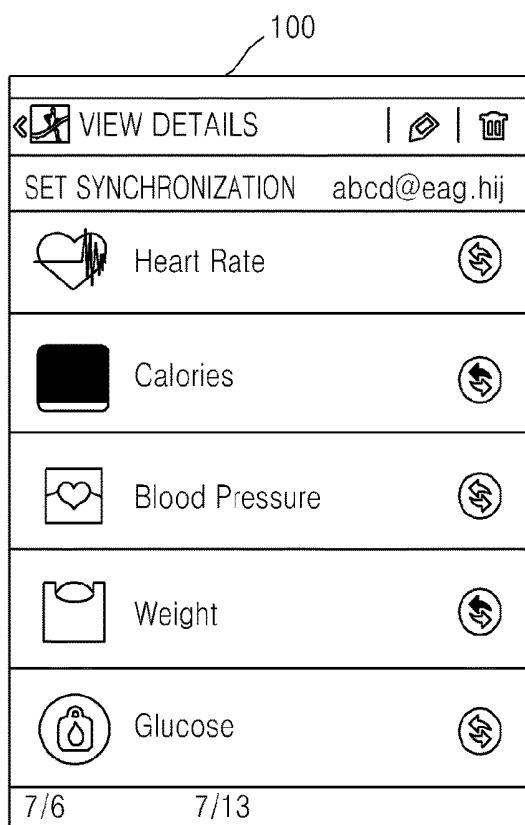 100
VIEW DETAILS
SET SYNCHRONIZATION abcd@eag.hij
Heart Rate
Calories
Blood Pressure
Weight
Glucose
7/6 7/13